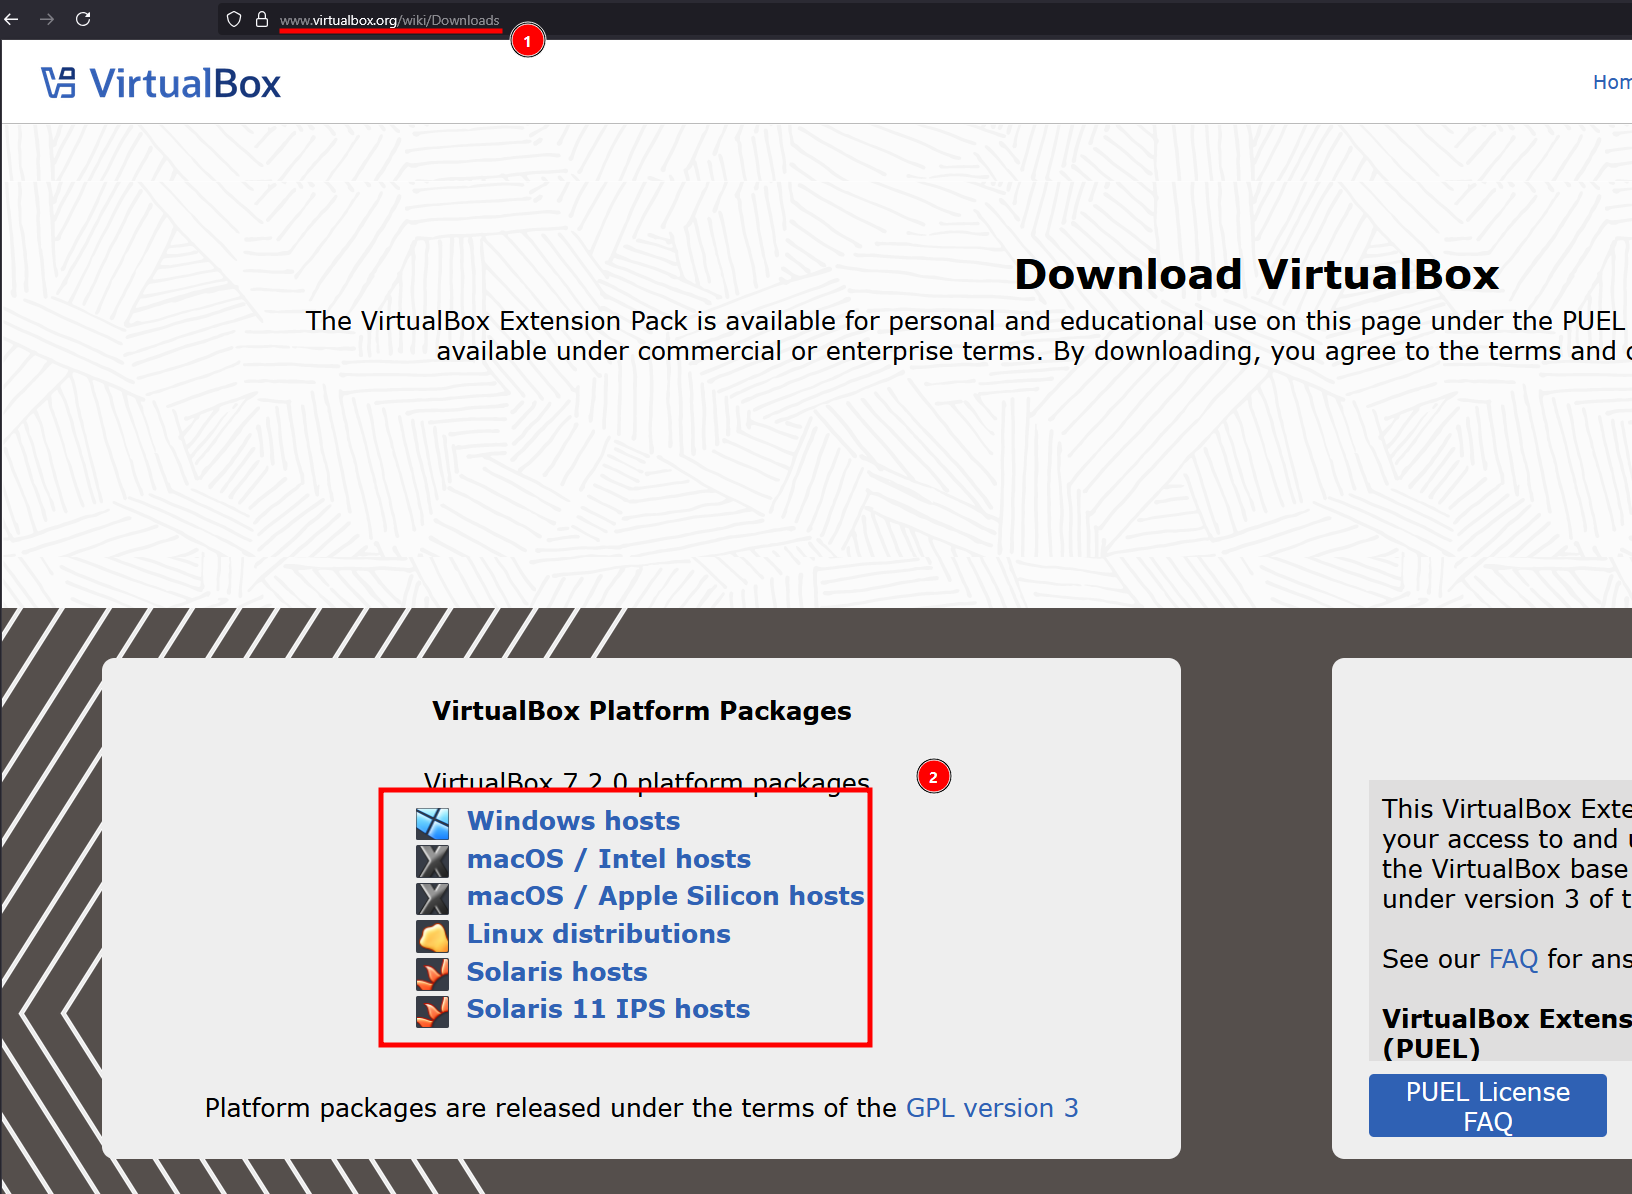 www.virtualbox.org/wiki/Downloads
1
VirtualBox
Hom
Download VirtualBox
The VirtualBox Extension Pack is available for personal and educational use on this page under the PUEL
available under commercial or enterprise terms. By downloading, you agree to the terms and c
VirtualBox Platform Packages
VirtualBox 7.2.0 platform packages
2
Windows hosts
macOS / Intel hosts
macOS / Apple Silicon hosts
Linux distributions
Solaris hosts
Solaris 11 IPS hosts
Platform packages are released under the terms of the GPL version 3
This VirtualBox Exte
your access to and u
the VirtualBox base
under version 3 of t
See our FAQ for ans
VirtualBox Extens
(PUEL)
PUEL License
FAQ